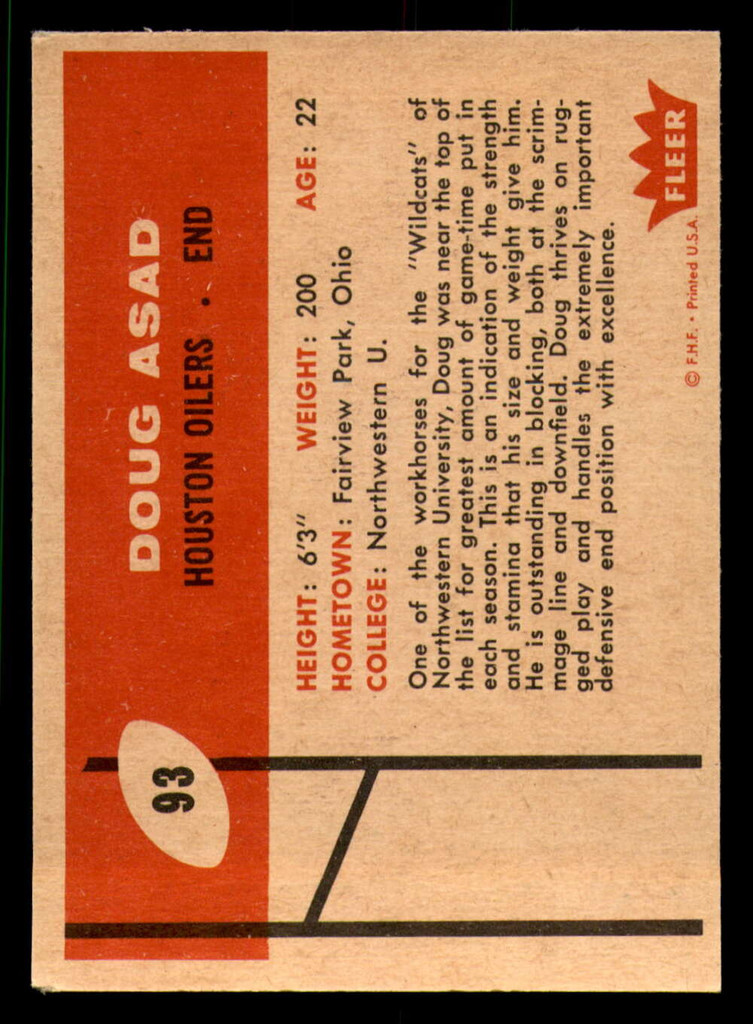 93
DOUG ASAD
HOUSTON OILERS • END
HEIGHT: 6'3" WEIGHT: 200 AGE: 22
HOMETOWN: Fairview Park, Ohio
COLLEGE: Northwestern U.
One of the workhorses for the "Wildcats" of
Northwestern University, Doug was near the top of
the list for greatest amount of game-time put in
each season. This is an indication of the strength
and stamina that his size and weight give him.
He is outstanding in blocking, both at the scrim-
mage line and downfield. Doug thrives on rug-
ged play and handles the extremely important
defensive end position with excellence.
FLEER
© F.H.F. • Printed U.S.A.